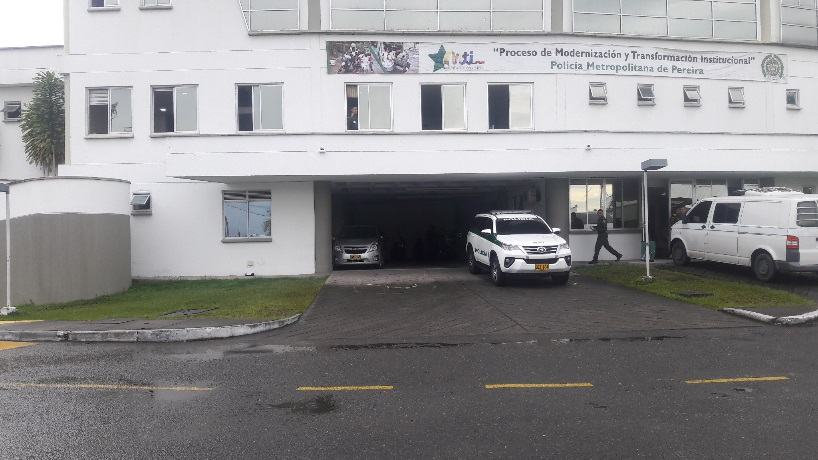 "Proceso de Modernización y Transformación Institucional"
Policía Metropolitana de Pereira